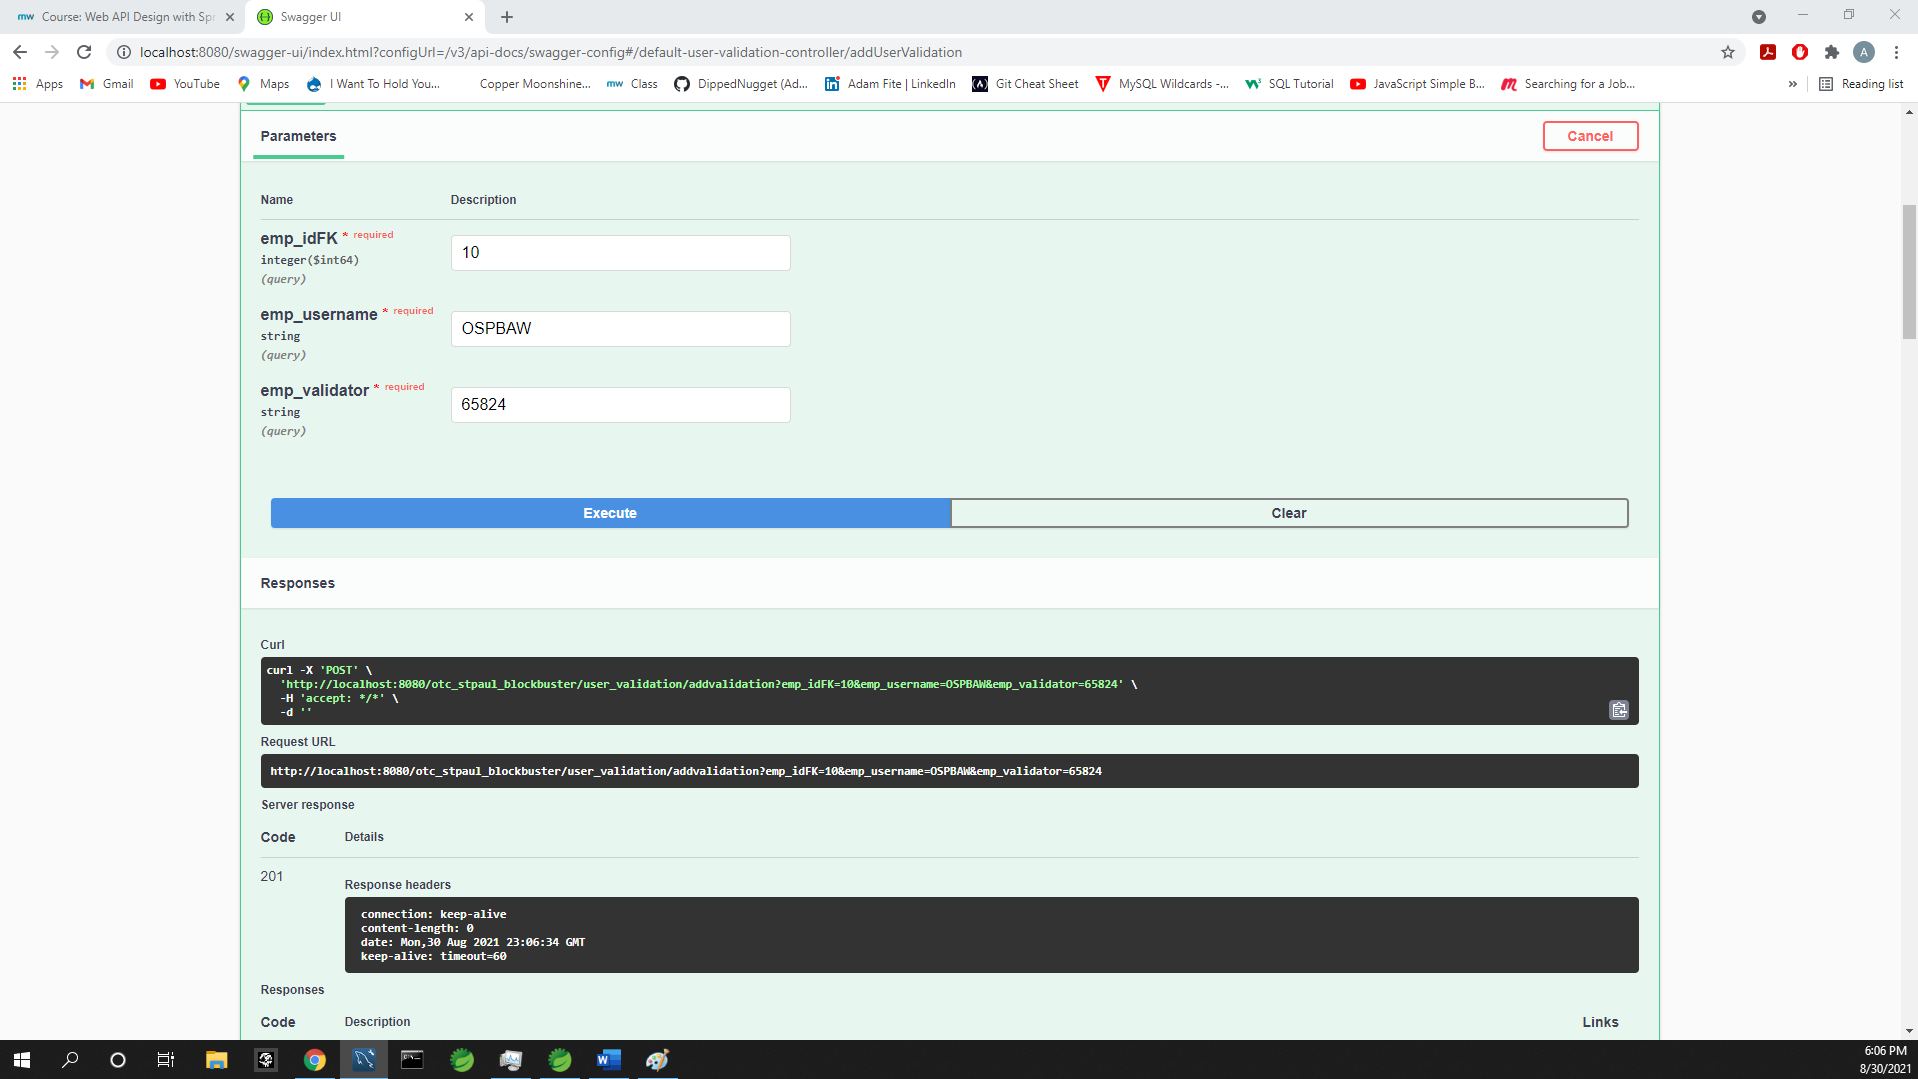 Course: Web API Design with Spr
Swagger UI
localhost:8080/swagger-ui/index.html?configUrl=/v3/api-docs/swagger-config#/default-user-validation-controller/addUserValidation
A
Apps Gmail YouTube Maps I Want To Hold You... Copper Moonshine... mw Class DippedNugget (Ad... Adam Fite | LinkedIn Git Cheat Sheet MySQL Wildcards -... SQL Tutorial JavaScript Simple B... Searching for a Job... » Reading list
Parameters
Cancel
Name Description
emp_idFK * required
integer($int64)
(query)
10
emp_username * required
string
(query)
OSPBAW
emp_validator * required
string
(query)
65824
Execute
Clear
Responses
Curl
curl -X 'POST' \
'http://localhost:8080/otc_stpaul_blockbuster/user_validation/addvalidation?emp_idFK=10&emp_username=OSPBAW&emp_validator=65824' \
-H 'accept: */*' \
-d ''
Request URL
http://localhost:8080/otc_stpaul_blockbuster/user_validation/addvalidation?emp_idFK=10&emp_username=OSPBAW&emp_validator=65824
Server response
Code Details
201
Response headers
connection: keep-alive
content-length: 0
date: Mon,30 Aug 2021 23:06:34 GMT
keep-alive: timeout=60
Responses
Code Description Links
6:06 PM
8/30/2021